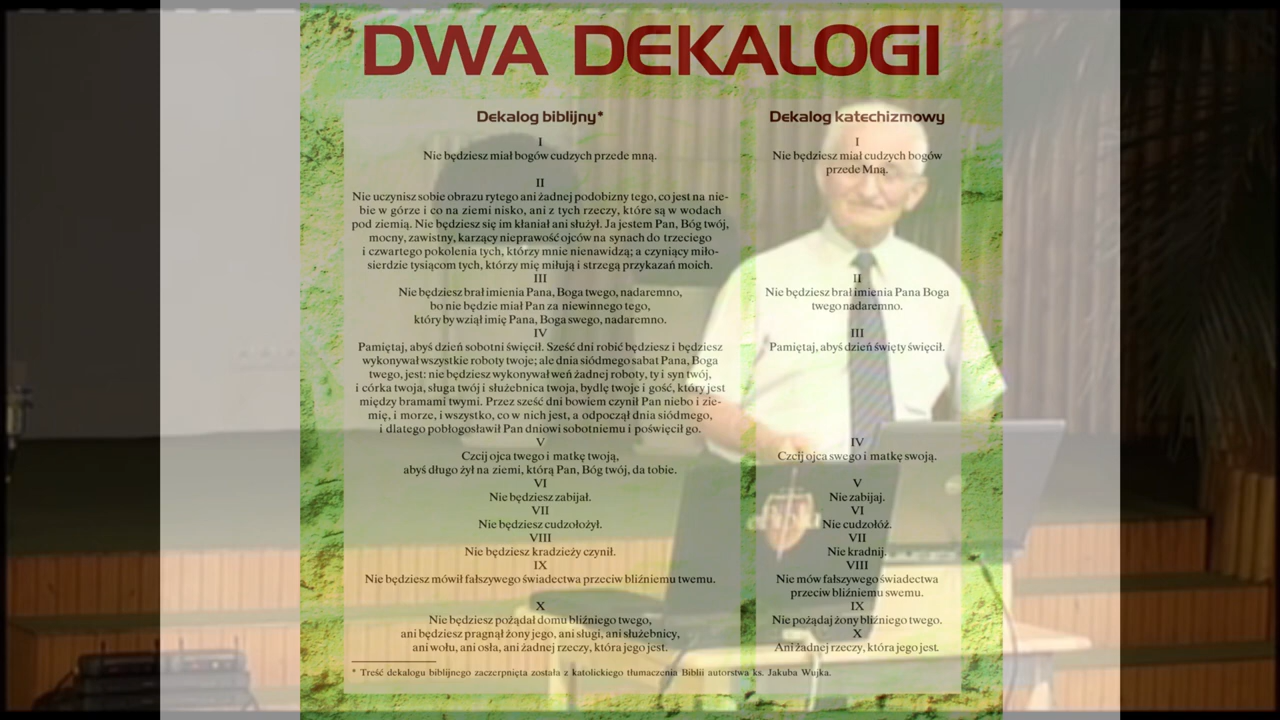 DWA DEKALOGI
Dekalog biblijny*
I
Nie będziesz miał bogów cudzych przede mną.
II
Nie uczynisz sobie obrazu rytego ani żadnej podobizny tego, co jest na nie-
bie w górze i co na ziemi nisko, ani z tych rzeczy, które są w wodach
pod ziemią. Nie będziesz się im kłaniał ani służył. Ja jestem Pan, Bóg twój,
mocny, zawistny, karzący nieprawość ojców na synach do trzeciego
i czwartego pokolenia tych, którzy mnie nienawidzą; a czyniący miło-
sierdzie tysiącom tych, którzy mię miłują i strzegą przykazań moich.
III
Nie będziesz brał imienia Pana, Boga twego, nadaremno,
bo nie będzie miał Pan za niewinnego tego,
który by wziął imię Pana, Boga swego, nadaremno.
IV
Pamiętaj, abyś dzień sobotni święcił. Sześć dni robić będziesz i będziesz
wykonywał wszystkie roboty twoje; ale dnia siódmego sabat Pana, Boga
twego, jest: nie będziesz wykonywał weń żadnej roboty, ty i syn twój,
i córka twoja, sługa twój i służebnica twoja, bydlę twoje i gość, który jest
między bramami twymi. Przez sześć dni bowiem czynił Pan niebo i zie-
mię, i morze, i wszystko, co w nich jest, a odpoczął dnia siódmego,
i dlatego pobłogosławił Pan dniowi sobotniemu i poświęcił go.
V
Czcij ojca twego i matkę twoją,
abyś długo żył na ziemi, którą Pan, Bóg twój, da tobie.
VI
Nie będziesz zabijał.
VII
Nie będziesz cudzołożył.
VIII
Nie będziesz kradzieży czynił.
IX
Nie będziesz mówił fałszywego świadectwa przeciw bliźniemu twemu.
X
Nie będziesz pożądał domu bliźniego twego,
ani będziesz pragnął żony jego, ani sługi, ani służebnicy,
ani wołu, ani osła, ani żadnej rzeczy, która jego jest.
* Treść dekalogu biblijnego zaczerpnięta została z katolickiego tłumaczenia Biblii autorstwa ks. Jakuba Wujka.
Dekalog katechizmowy
I
Nie będziesz miał cudzych bogów
przede Mną.
II
Nie będziesz brał imienia Pana Boga
twego nadaremno.
III
Pamiętaj, abyś dzień święty święcił.
IV
Czcij ojca swego i matkę swoją.
V
Nie zabijaj.
VI
Nie cudzołóż.
VII
Nie kradnij.
VIII
Nie mów fałszywego świadectwa
przeciw bliźniemu swemu.
IX
Nie pożądaj żony bliźniego twego.
X
Ani żadnej rzeczy, która jego jest.